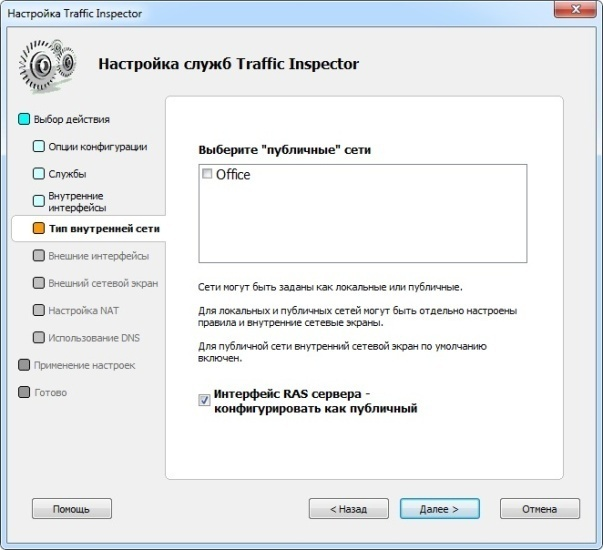 Настройка Traffic Inspector
Настройка служб Traffic Inspector
Выбор действия
Опции конфигурации
Службы
Внутренние
интерфейсы
Тип внутренней сети
Внешние интерфейсы
Внешний сетевой экран
Настройка NAT
Использование DNS
Применение настроек
Готово
Выберите "публичные" сети
Office
Сети могут быть заданы как локальные или публичные.
Для локальных и публичных сетей могут быть отдельно настроены
правила и внутренние сетевые экраны.
Для публичной сети внутренний сетевой экран по умолчанию
включен.
Интерфейс RAS сервера -
конфигурировать как публичный
Помощь
< Назад
Далее >
Отмена